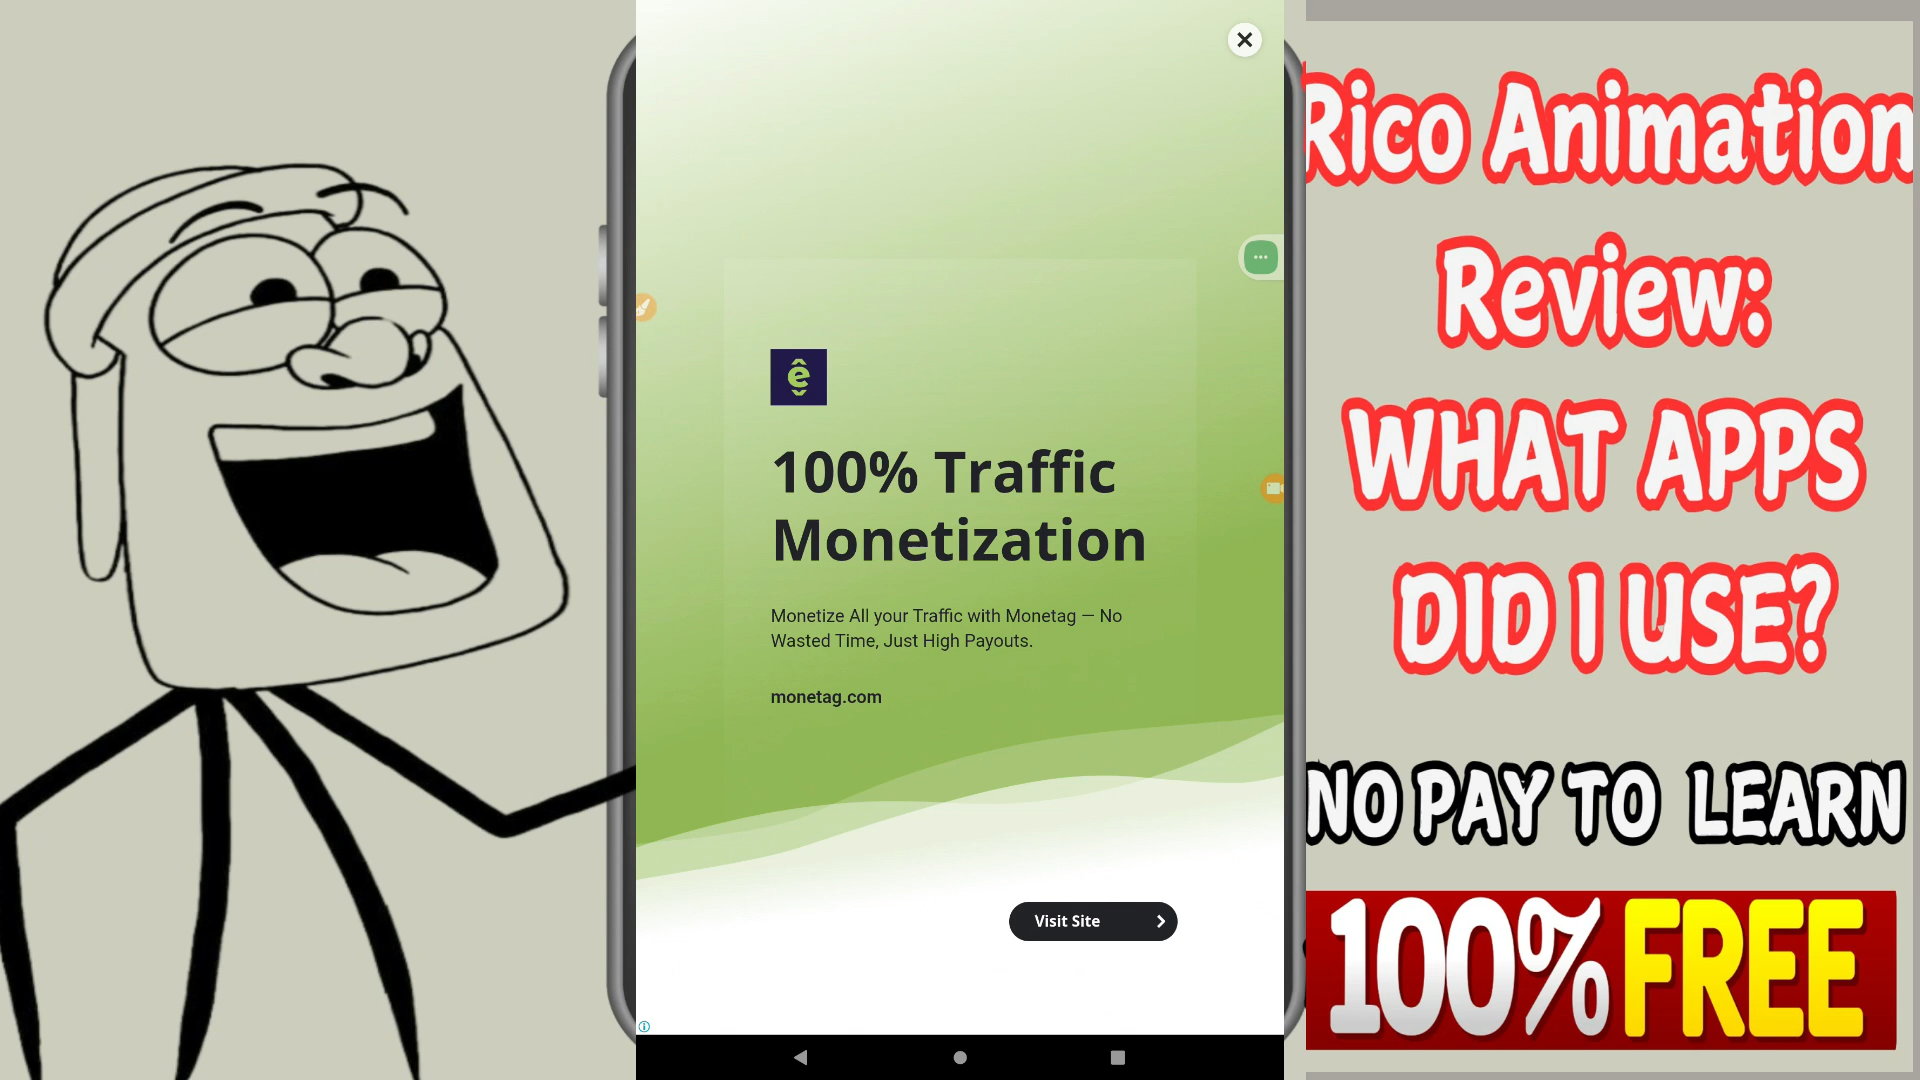 ê
100% Traffic
Monetization
Monetize All your Traffic with Monetag — No
Wasted Time, Just High Payouts.
monetag.com
Visit Site
Rico Animation
Review:
WHAT APPS
DID I USE?
NO PAY TO LEARN
100% FREE